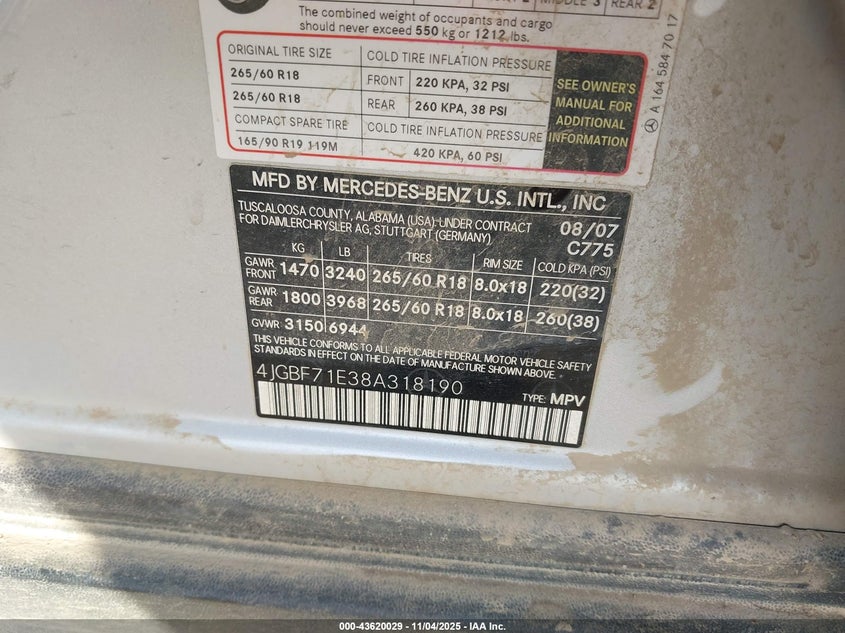 MIDDLE 3 REAR 2
The combined weight of occupants and cargo
should never exceed 550 kg or 1212 lbs.
ORIGINAL TIRE SIZE COLD TIRE INFLATION PRESSURE
265/60 R18 FRONT 220 KPA, 32 PSI
265/60 R18 REAR 260 KPA, 38 PSI
COMPACT SPARE TIRE COLD TIRE INFLATION PRESSURE
165/90 R19 119M 420 KPA, 60 PSI
SEE OWNER'S
MANUAL FOR
ADDITIONAL
INFORMATION
A 164 584 70 17
MFD BY MERCEDES-BENZ U.S. INTL., INC
TUSCALOOSA COUNTY, ALABAMA (USA) UNDER CONTRACT
FOR DAIMLERCHRYSLER AG, STUTTGART (GERMANY)
08/07
C775
KG LB TIRES RIM SIZE COLD KPA (PSI)
GAWR FRONT 1470 3240 265/60 R18 8.0x18 220(32)
GAWR REAR 1800 3968 265/60 R18 8.0x18 260(38)
GVWR 3150 6944
THIS VEHICLE CONFORMS TO ALL APPLICABLE FEDERAL MOTOR VEHICLE SAFETY
STANDARDS IN EFFECT ON THE DATE OF MANUFACTURE SHOWN ABOVE.
4JGBF71E38A318190 TYPE: MPV
000-43620029 - 11/04/2025 - IAA Inc.